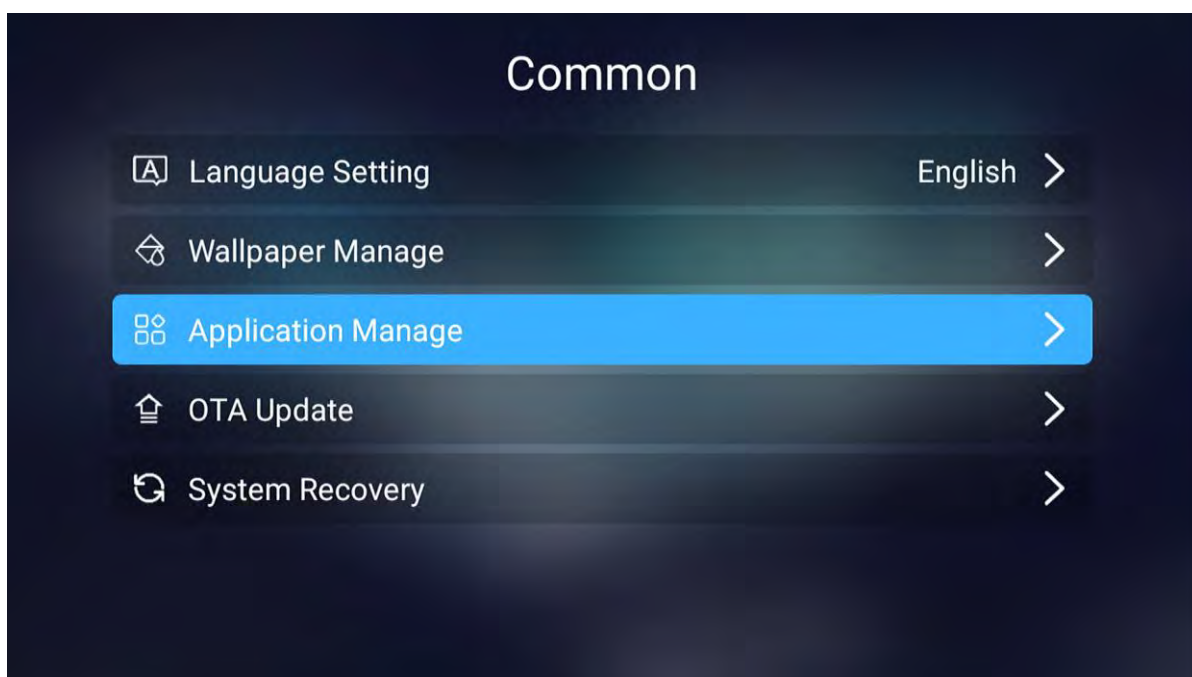 Common
Language Setting English
Wallpaper Manage
Application Manage
OTA Update
System Recovery